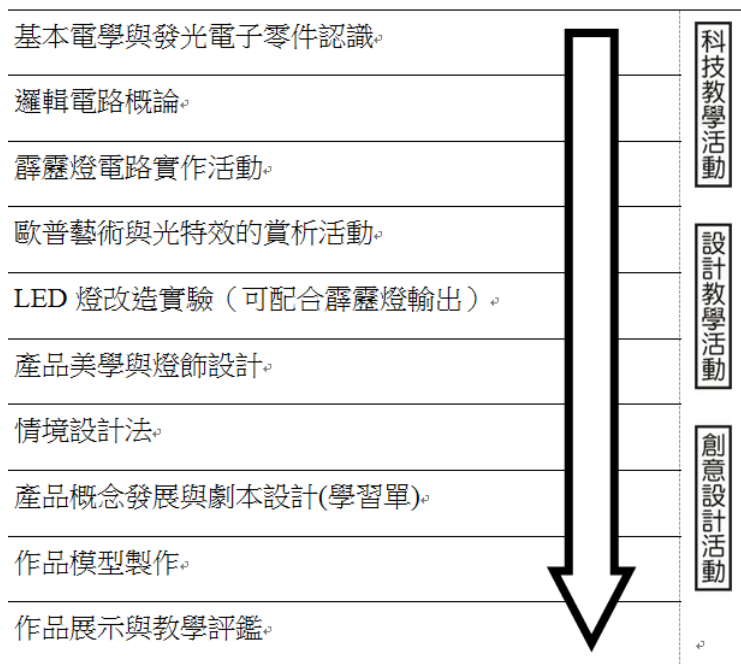 基本電學與發光電子零件認識
邏輯電路概論
霹靂燈電路實作活動
歐普藝術與光特效的賞析活動
LED 燈改造實驗（可配合霹靂燈輸出）
產品美學與燈飾設計
情境設計法
產品概念發展與劇本設計(學習單)
作品模型製作
作品展示與教學評鑑
科技教學活動
設計教學活動
創意設計活動